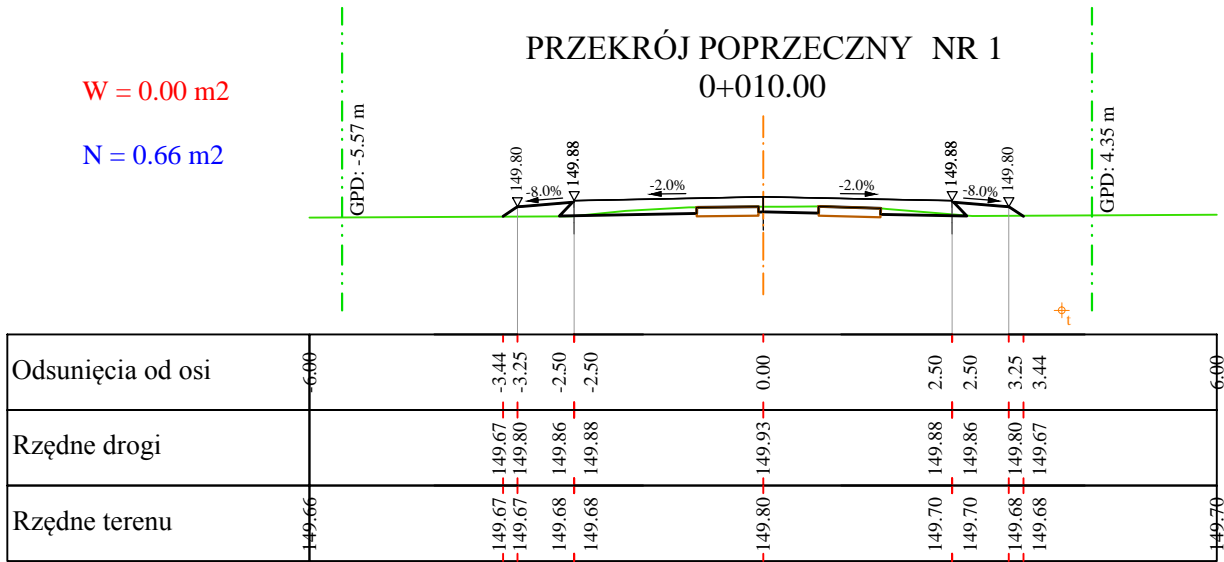 PRZEKRÓJ POPRZECZNY NR 1
0+010.00
W = 0.00 m2
N = 0.66 m2
GPD: -5.57 m
GPD: 4.35 m
149.80
149.88
149.88
149.80
-8.0%
-2.0%
-2.0%
-8.0%
t
Odsunięcia od osi
-6.00 -3.44 -3.25 -2.50 -2.50 0.00 2.50 2.50 3.25 3.44 6.00
Rzędne drogi
149.67 149.80 149.86 149.88 149.93 149.88 149.86 149.80 149.67
Rzędne terenu
149.66 149.67 149.67 149.68 149.68 149.80 149.70 149.70 149.68 149.68 149.70